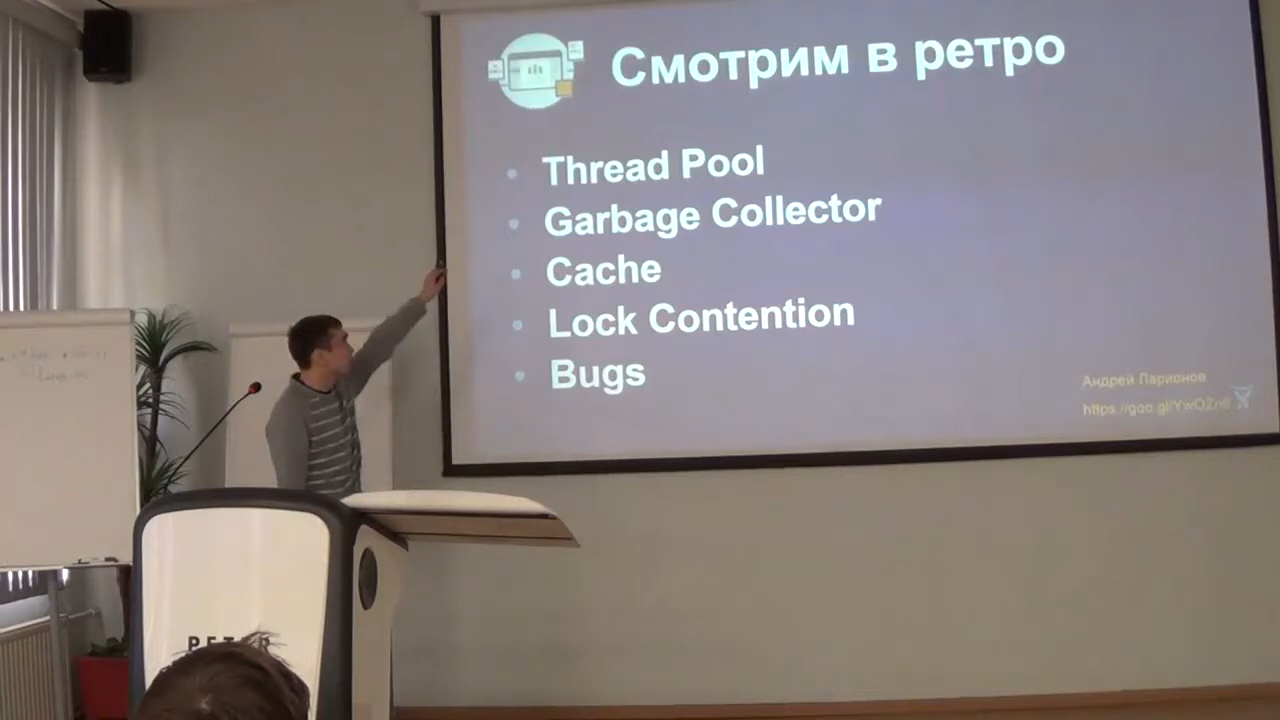 Смотрим в ретро
Thread Pool
Garbage Collector
Cache
Lock Contention
Bugs
Андрей Ларионов